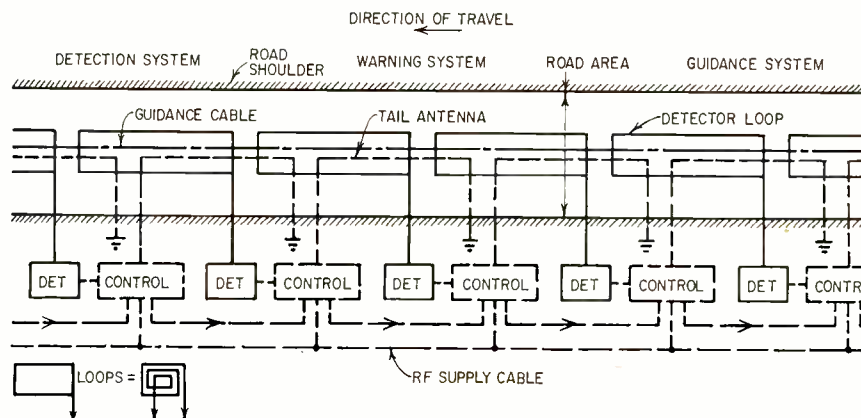 DIRECTION OF TRAVEL
DETECTION SYSTEM
ROAD
SHOULDER
WARNING SYSTEM
ROAD AREA
GUIDANCE SYSTEM
GUIDANCE CABLE
TAIL ANTENNA
DETECTOR LOOP
DET
CONTROL
DET
CONTROL
DET
CONTROL
DET
CONTROL
DET
CONTR
LOOPS =
RF SUPPLY CABLE